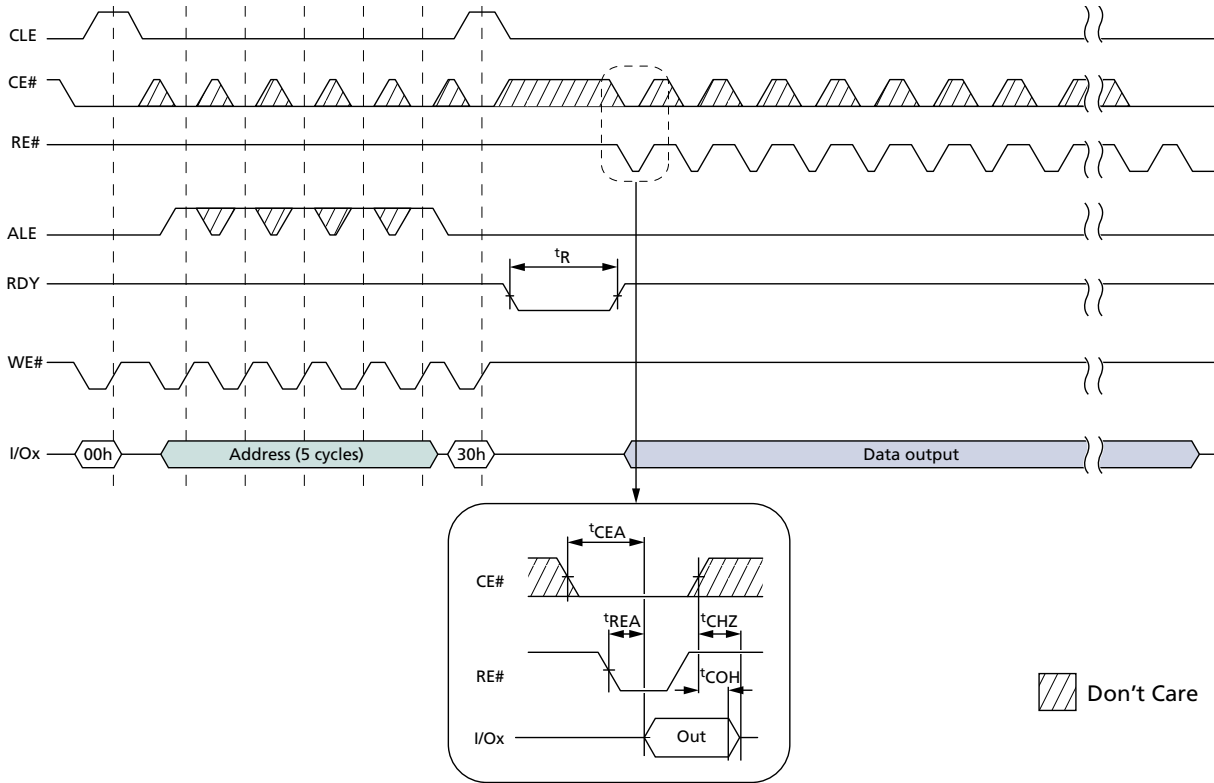 CLE
CE#
RE#
ALE
tR
RDY
WE#
I/Ox 00h Address (5 cycles) 30h Data output
tCEA
CE#
tREA tCHZ
RE# tCOH
I/Ox Out
Don't Care